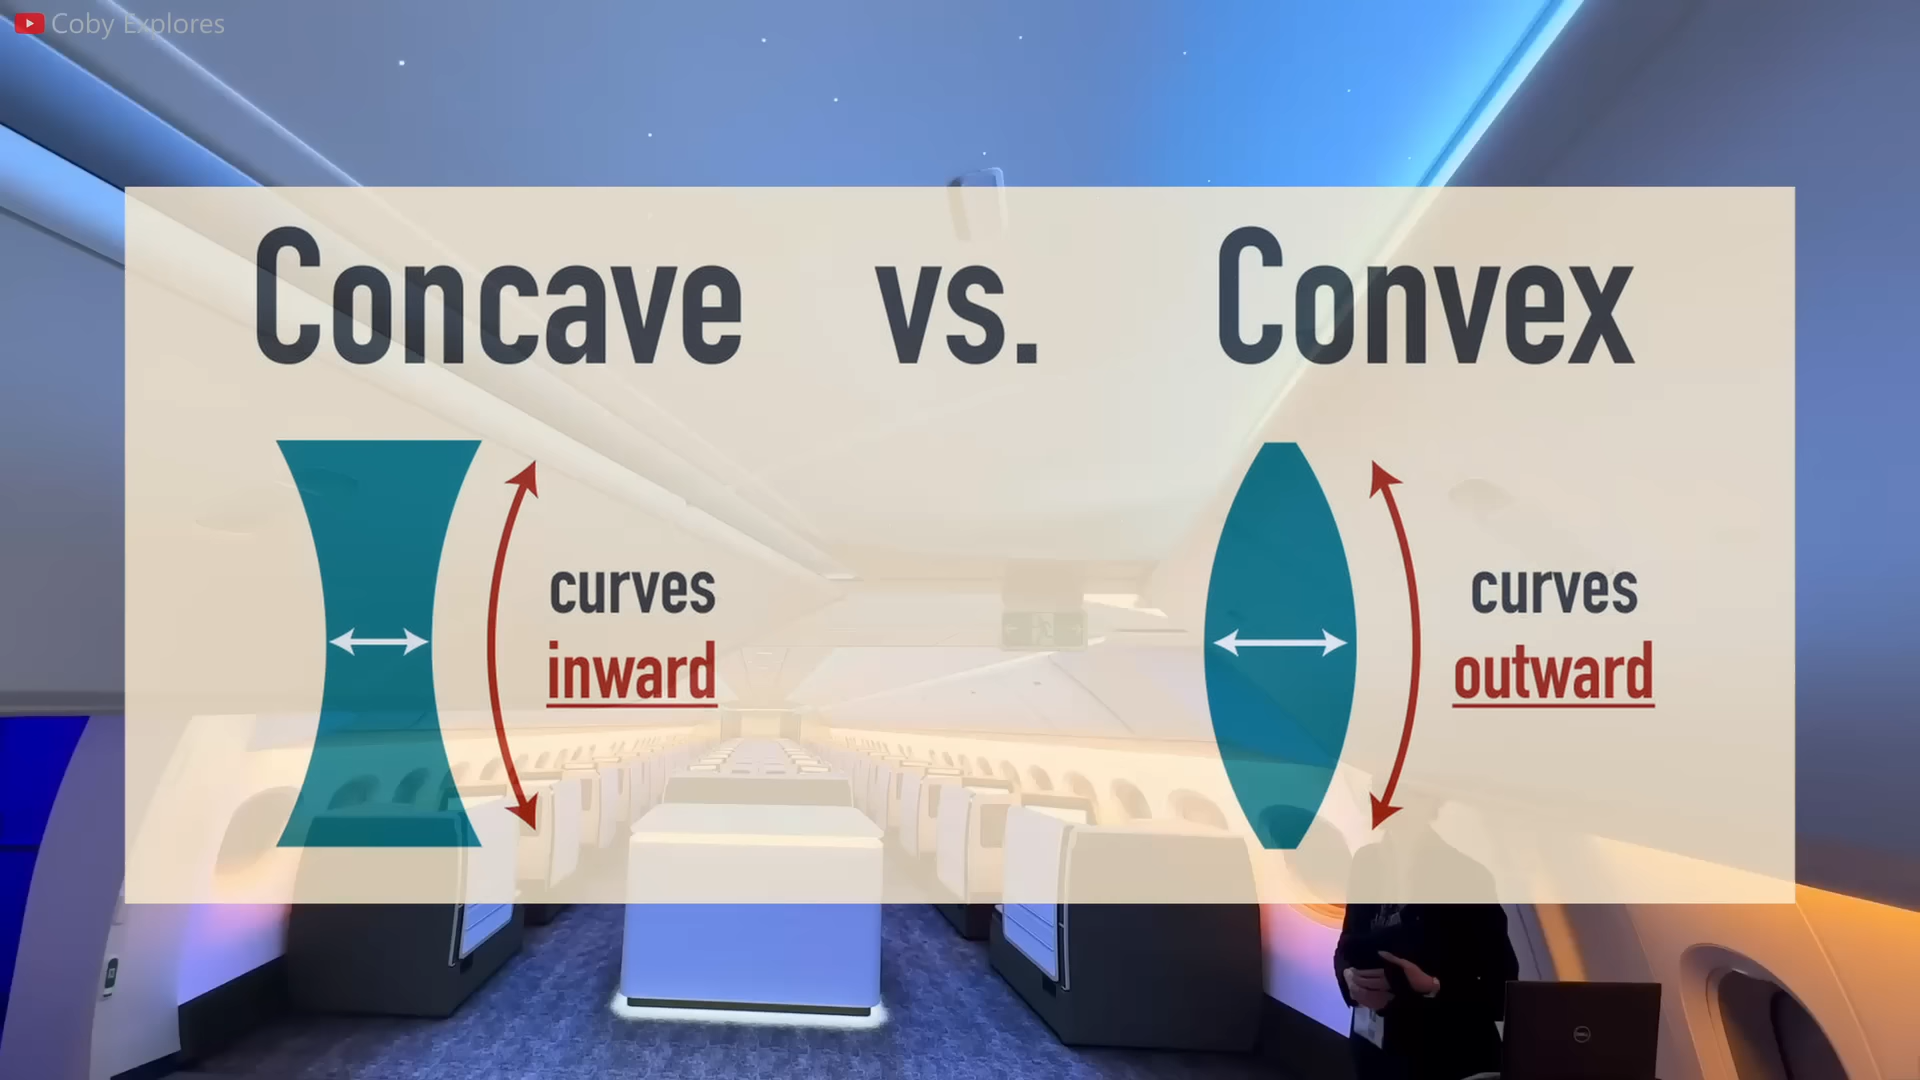 Coby Explores
Concave vs. Convex
curves
inward
curves
outward